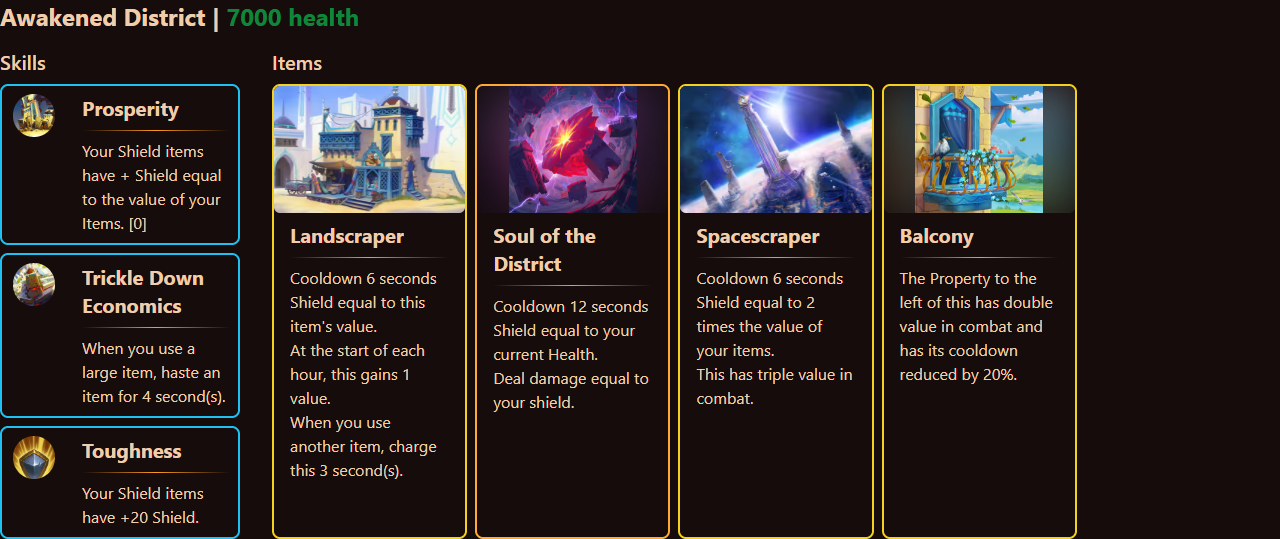 Awakened District | 7000 health
Skills
Prosperity
Your Shield items
have + Shield equal
to the value of your
Items. [0]
Trickle Down
Economics
When you use a
large item, haste an
item for 4 second(s).
Toughness
Your Shield items
have +20 Shield.
Items
Landscraper
Cooldown 6 seconds
Shield equal to this
item's value.
At the start of each
hour, this gains 1
value.
When you use
another item, charge
this 3 second(s).
Soul of the
District
Cooldown 12 seconds
Shield equal to your
current Health.
Deal damage equal to
your shield.
Spacescraper
Cooldown 6 seconds
Shield equal to 2
times the value of
your items.
This has triple value in
combat.
Balcony
The Property to the
left of this has double
value in combat and
has its cooldown
reduced by 20%.